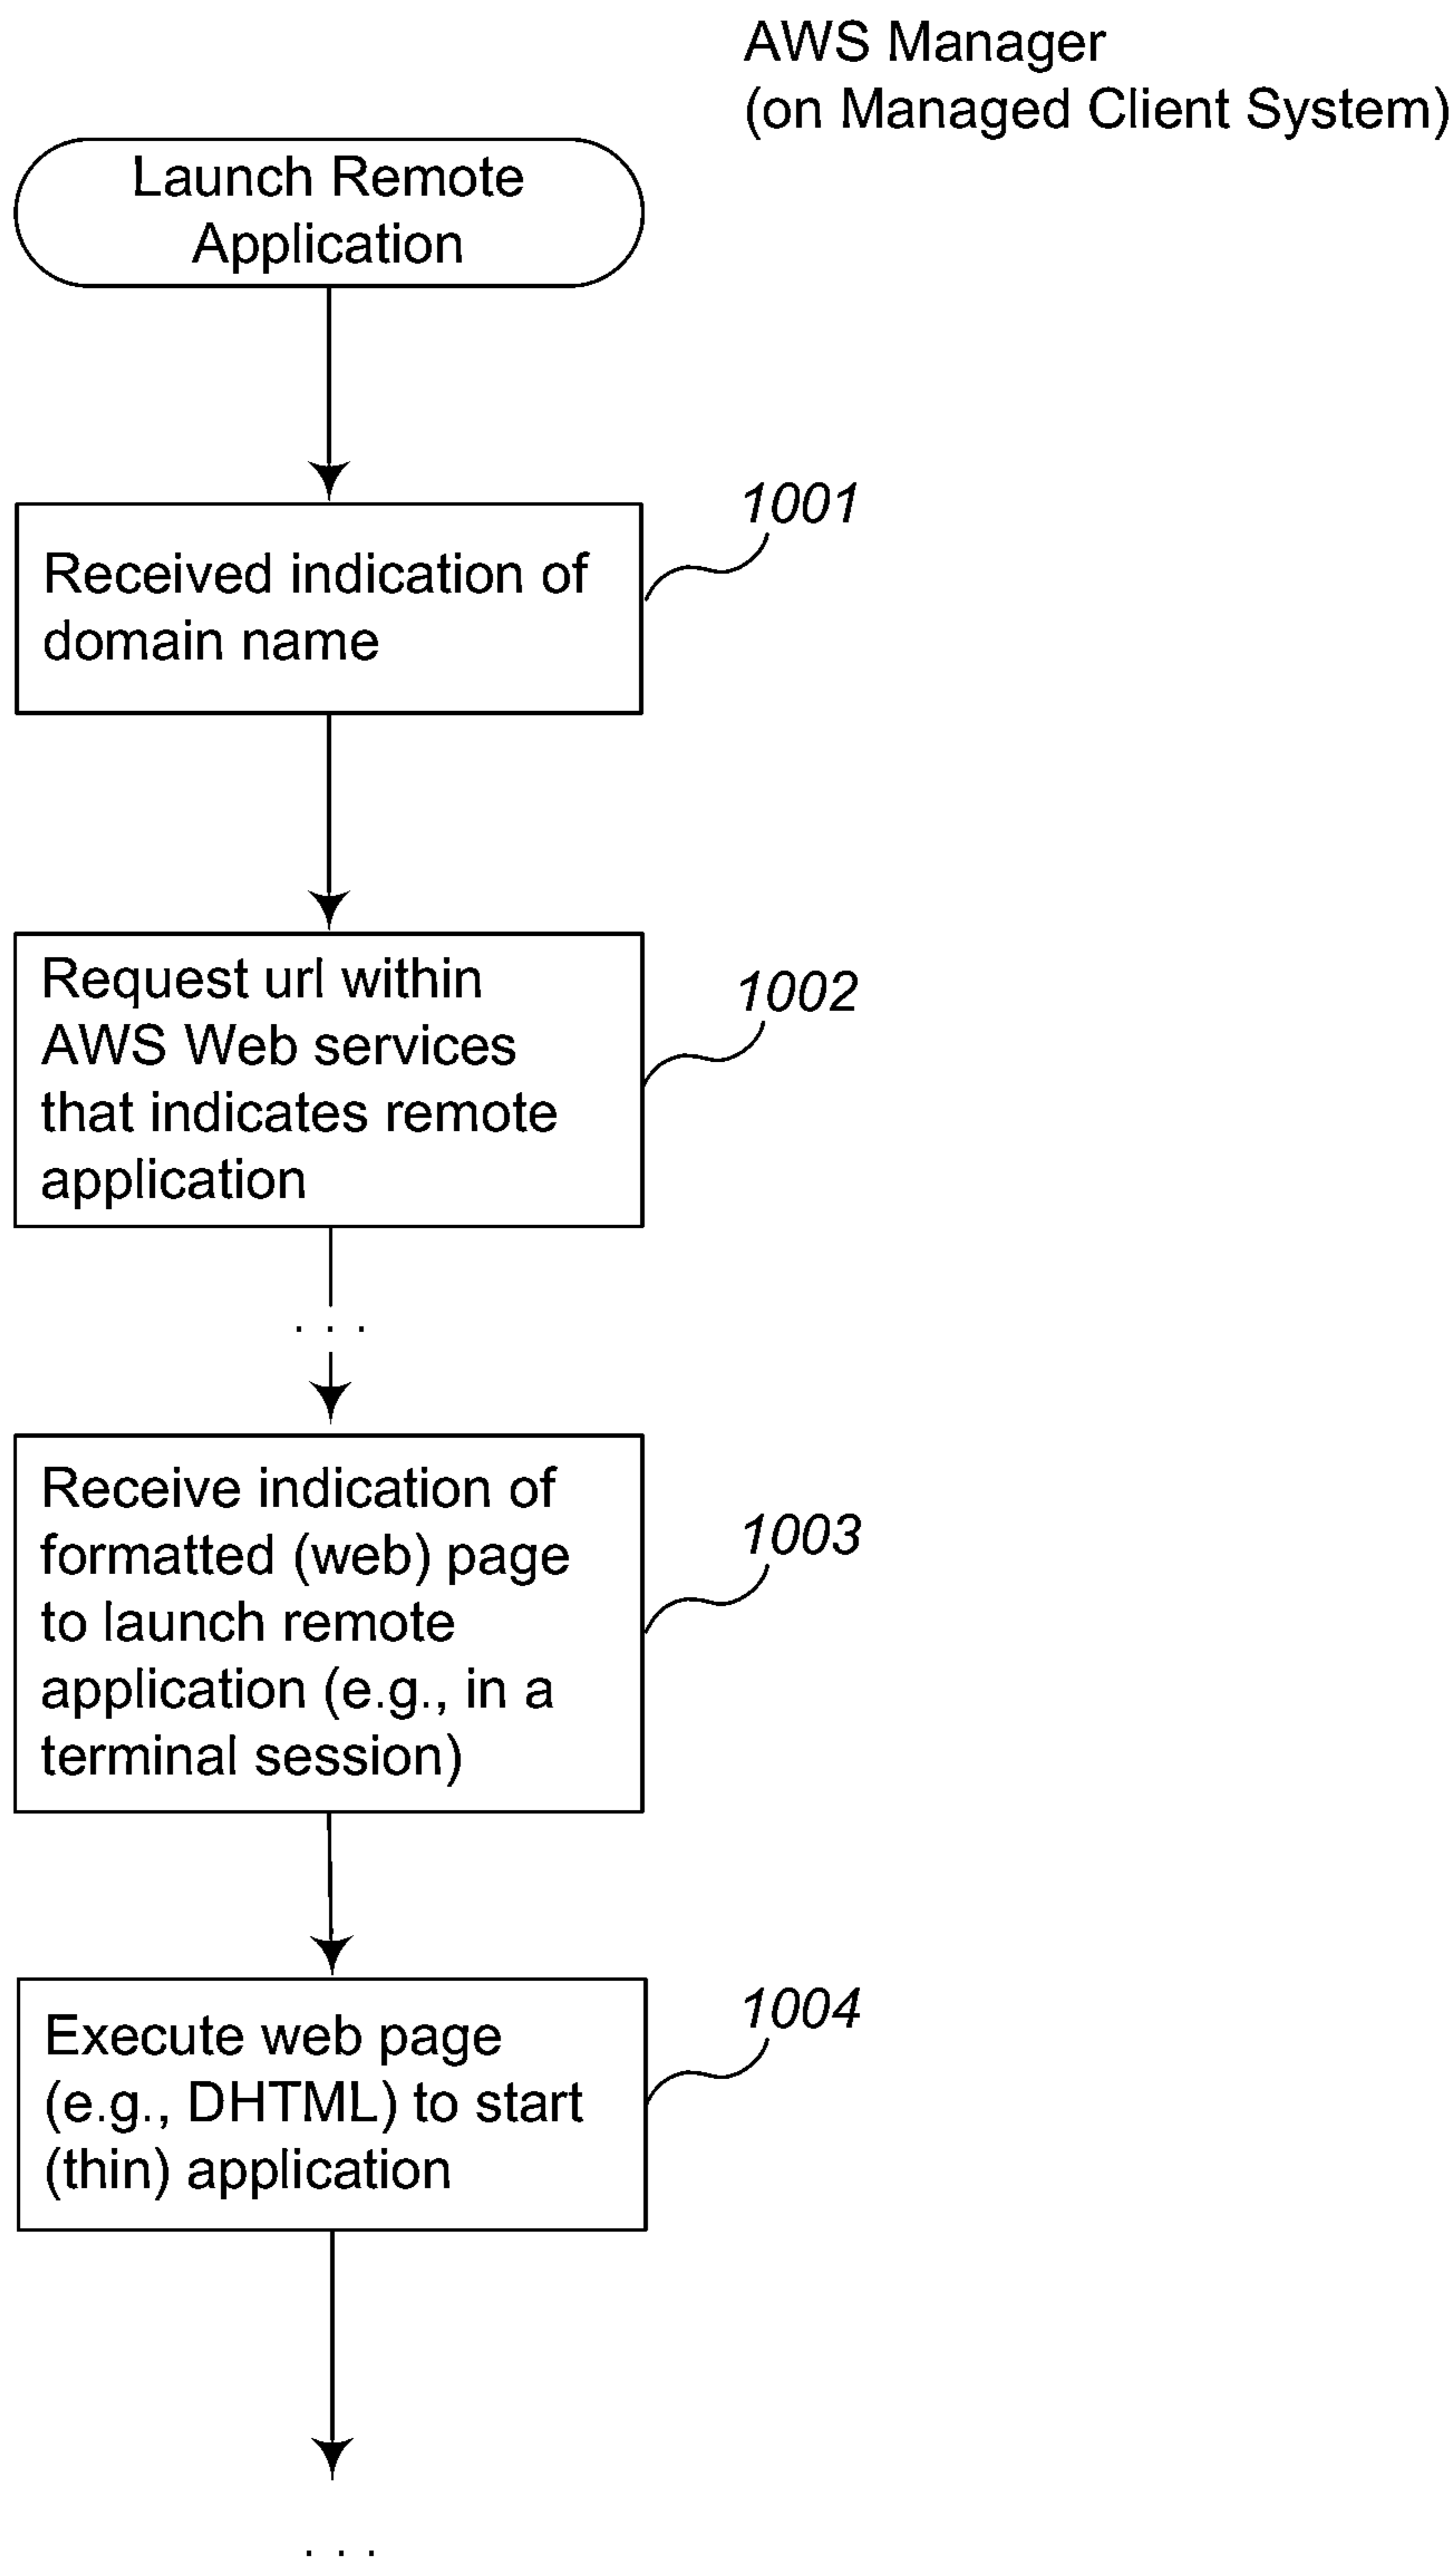 AWS Manager
(on Managed Client System)
Launch Remote
Application
1001
Received indication of
domain name
1002
Request url within
AWS Web services
that indicates remote
application
. . .
1003
Receive indication of
formatted (web) page
to launch remote
application (e.g., in a
terminal session)
1004
Execute web page
(e.g., DHTML) to start
(thin) application
. . .